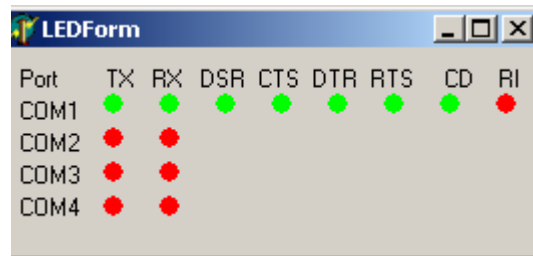 LEDForm
Port TX RX DSR CTS DTR RTS CD RI
COM1
COM2
COM3
COM4